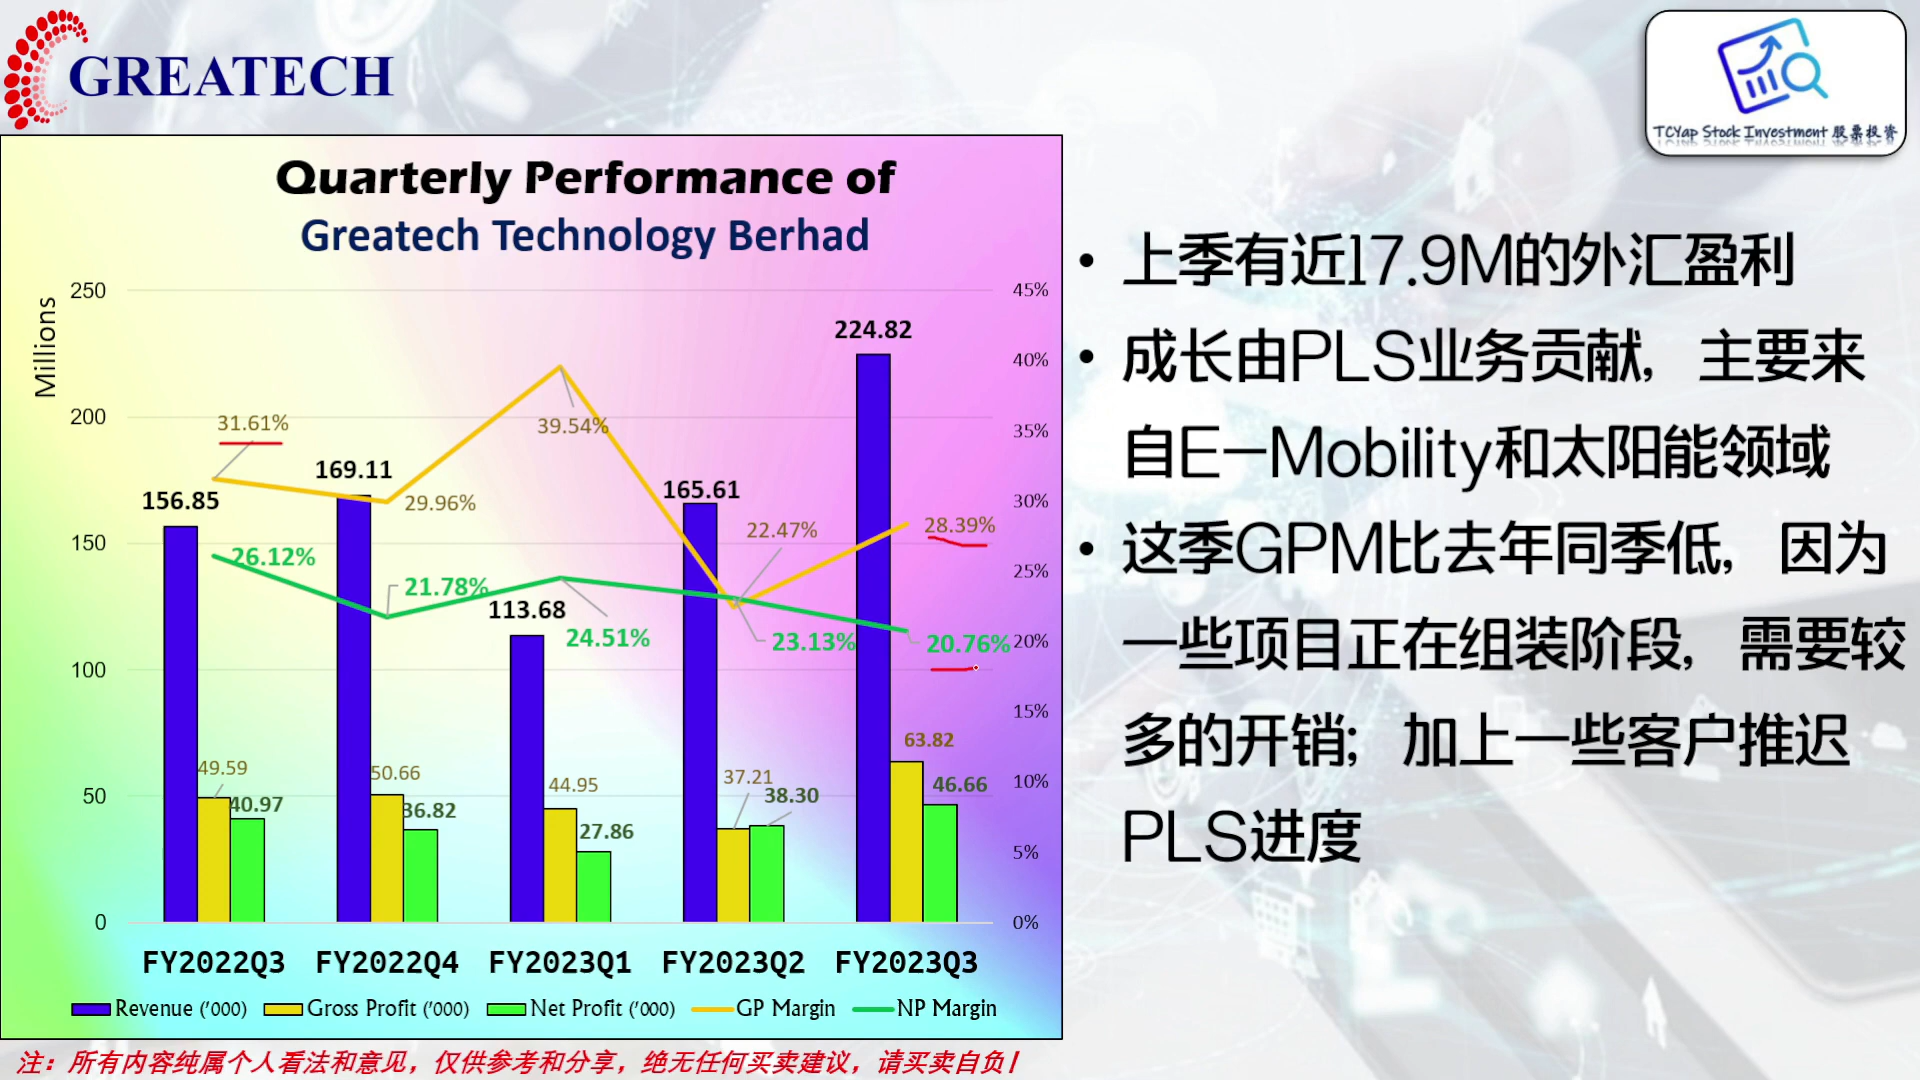 GREATECH
TCYap Stock Investment 股票投资
Quarterly Performance of
Greatech Technology Berhad
Millions
250
200
150
100
50
0
45%
40%
35%
30%
25%
20%
15%
10%
5%
0%
156.85
169.11
113.68
165.61
224.82
31.61%
29.96%
39.54%
22.47%
28.39%
26.12%
21.78%
24.51%
23.13%
20.76%
49.59
50.66
44.95
37.21
63.82
40.97
36.82
27.86
38.30
46.66
FY2022Q3 FY2022Q4 FY2023Q1 FY2023Q2 FY2023Q3
Revenue ('000) Gross Profit ('000) Net Profit ('000) GP Margin NP Margin
• 上季有近17.9M的外汇盈利
• 成长由PLS业务贡献，主要来
自E-Mobility和太阳能领域
• 这季GPM比去年同季低，因为
一些项目正在组装阶段，需要较
多的开销；加上一些客户推迟
PLS进度
注：所有内容纯属个人看法和意见，仅供参考和分享，绝无任何买卖建议，请买卖自负！